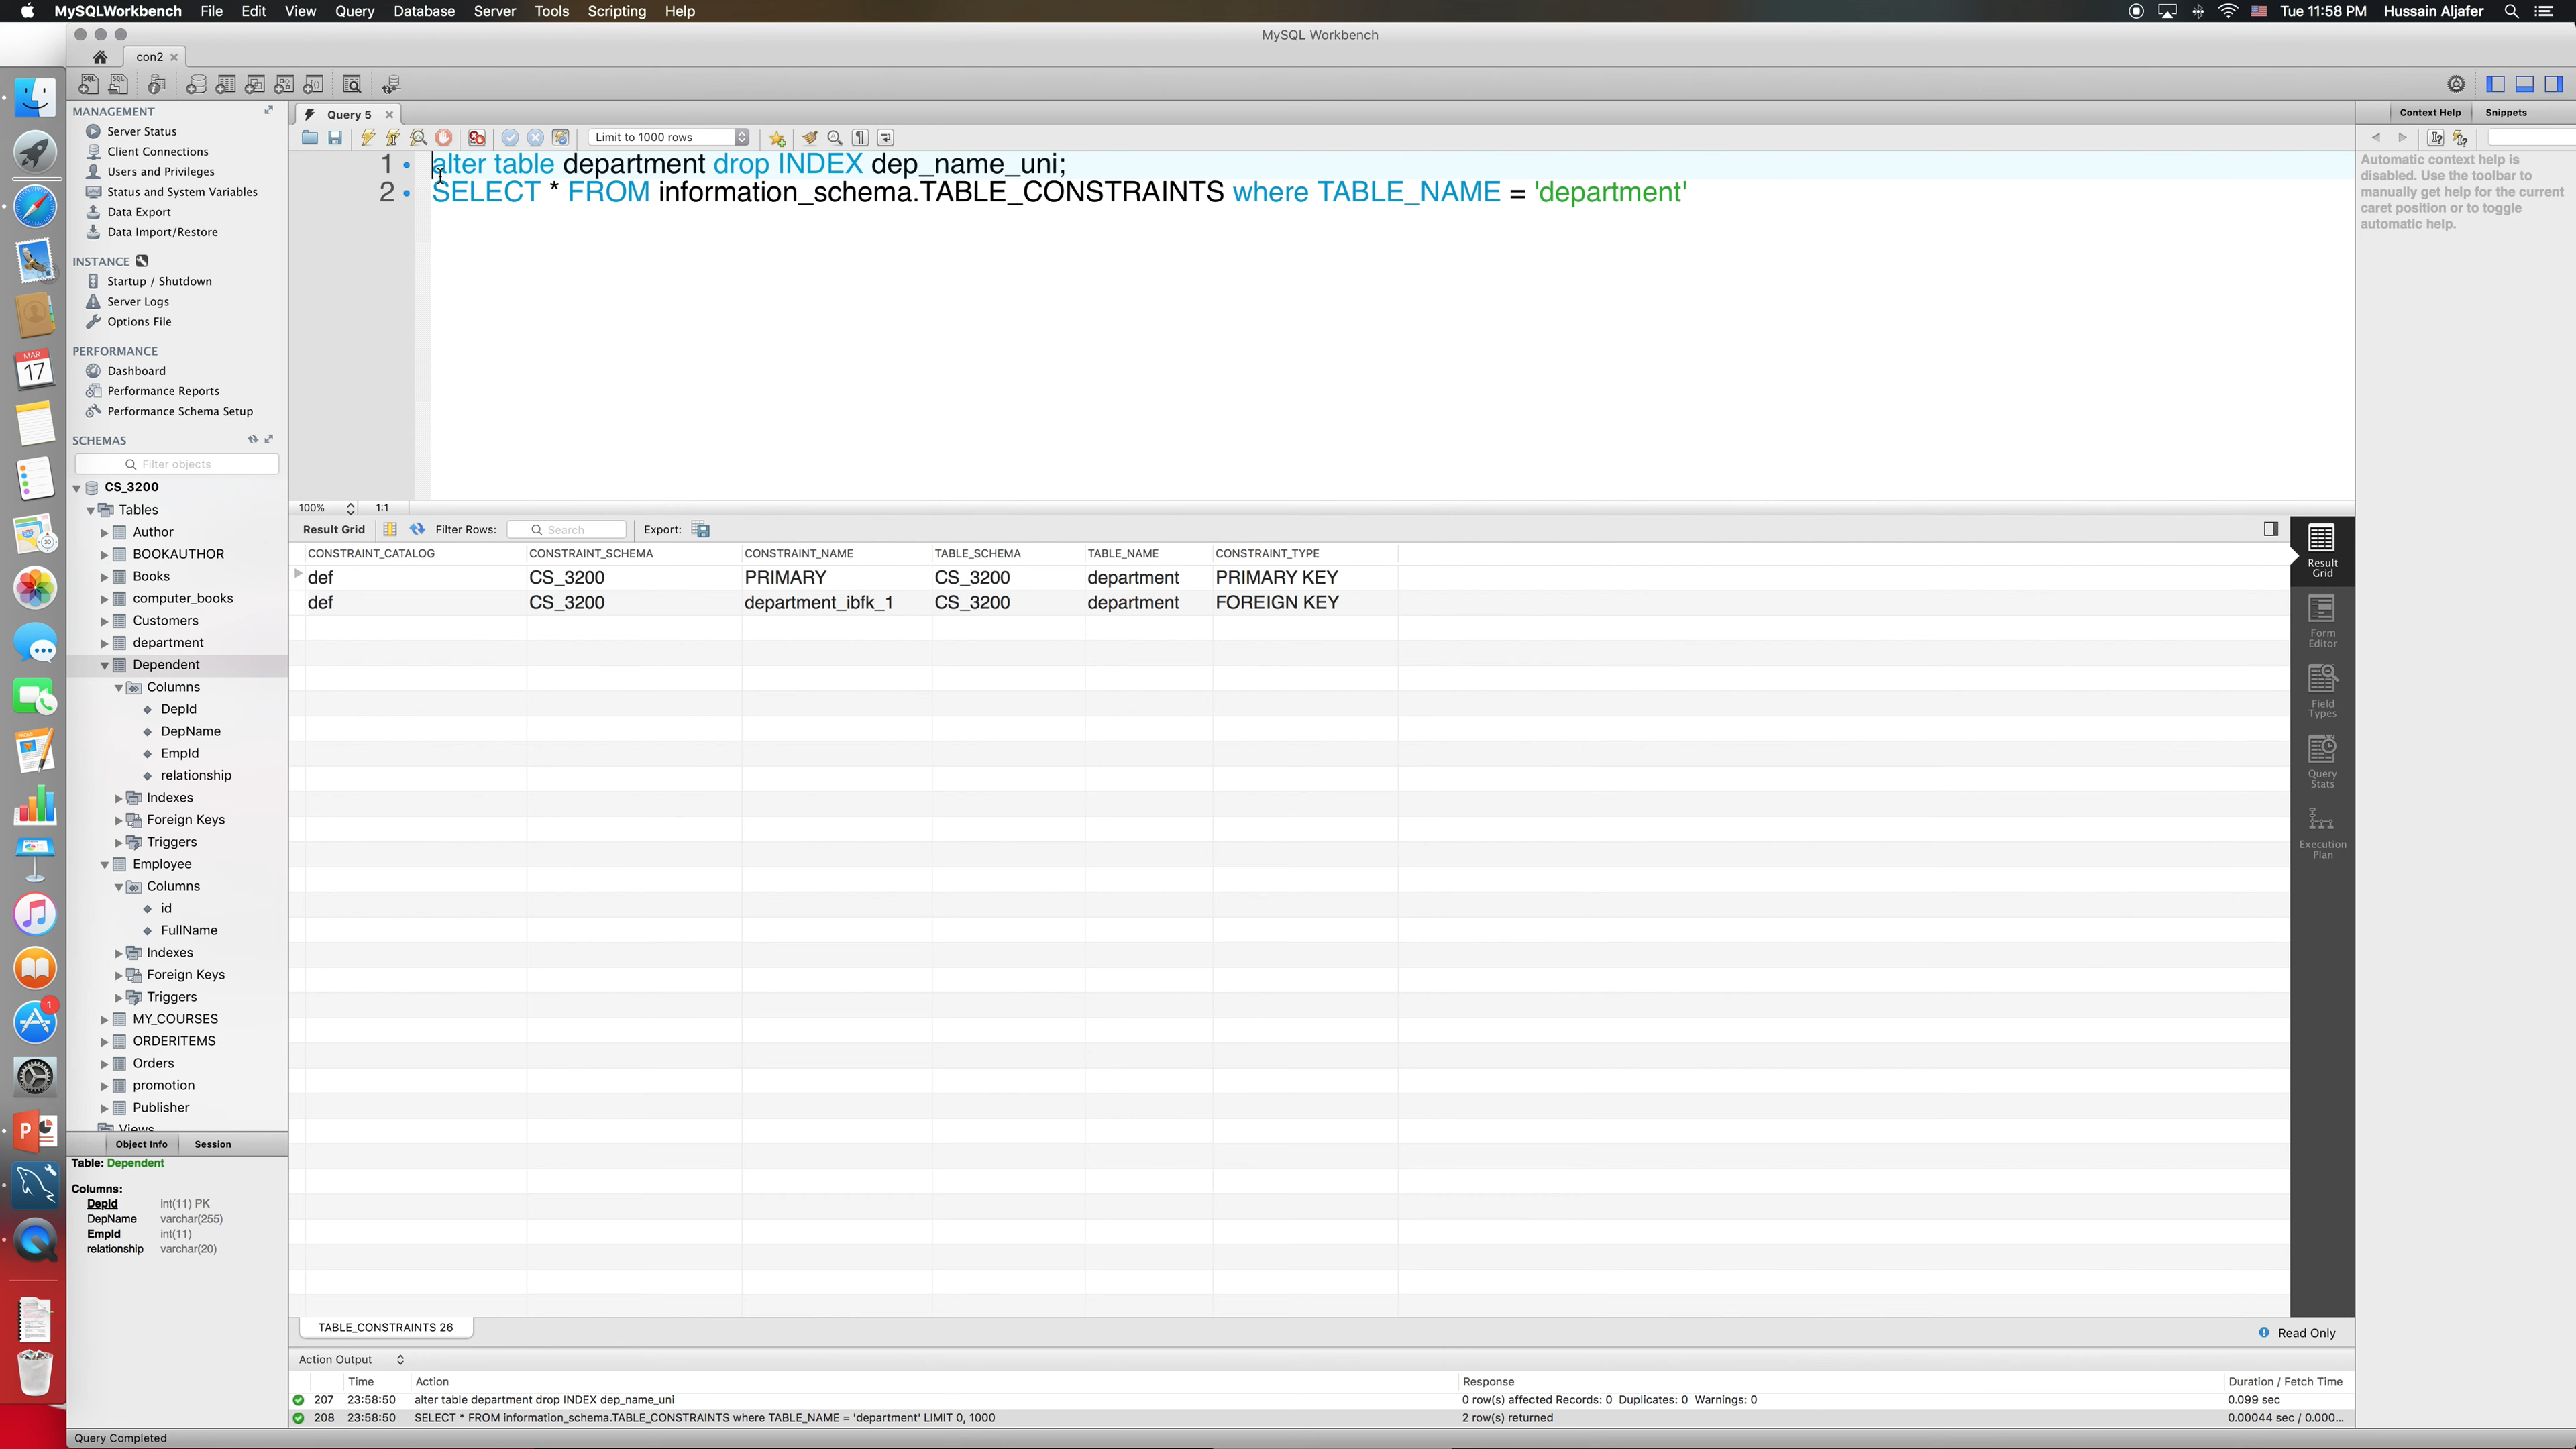 MySQLWorkbench File Edit View Query Database Server Tools Scripting Help
Tue 11:58 PM Hussain Aljafer
MySQL Workbench
con2
MANAGEMENT
Server Status
Client Connections
Users and Privileges
Status and System Variables
Data Export
Data Import/Restore
INSTANCE
Startup / Shutdown
Server Logs
Options File
PERFORMANCE
Dashboard
Performance Reports
Performance Schema Setup
SCHEMAS
Filter objects
CS_3200
Tables
Author
BOOKAUTHOR
Books
computer_books
Customers
department
Dependent
Columns
DepId
DepName
EmpId
relationship
Indexes
Foreign Keys
Triggers
Employee
Columns
id
FullName
Indexes
Foreign Keys
Triggers
MY_COURSES
ORDERITEMS
Orders
promotion
Publisher
Views
Object Info Session
Table: Dependent
Columns:
DepId int(11) PK
DepName varchar(255)
EmpId int(11)
relationship varchar(20)
Query Completed
Query 5
Limit to 1000 rows
1 alter table department drop INDEX dep_name_uni;
2 SELECT * FROM information_schema.TABLE_CONSTRAINTS where TABLE_NAME = 'department'
100% 1:1
Result Grid Filter Rows: Search Export:
CONSTRAINT_CATALOG CONSTRAINT_SCHEMA CONSTRAINT_NAME TABLE_SCHEMA TABLE_NAME CONSTRAINT_TYPE
def CS_3200 PRIMARY CS_3200 department PRIMARY KEY
def CS_3200 department_ibfk_1 CS_3200 department FOREIGN KEY
TABLE_CONSTRAINTS 26
Read Only
Action Output
Time Action Response Duration / Fetch Time
207 23:58:50 alter table department drop INDEX dep_name_uni 0 row(s) affected Records: 0 Duplicates: 0 Warnings: 0 0.099 sec
208 23:58:50 SELECT * FROM information_schema.TABLE_CONSTRAINTS where TABLE_NAME = 'department' LIMIT 0, 1000 2 row(s) returned 0.00044 sec / 0.000...
Result
Grid
Form
Editor
Field
Types
Query
Stats
Execution
Plan
Context Help Snippets
Automatic context help is
disabled. Use the toolbar to
manually get help for the current
caret position or to toggle
automatic help.
MAR
17
1